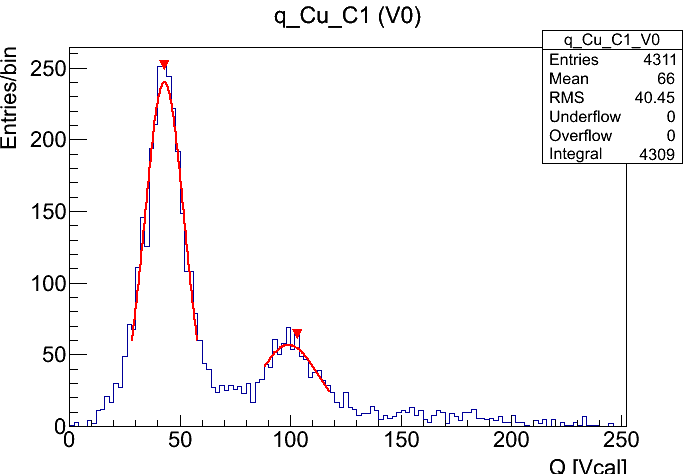 q_Cu_C1 (V0)
q_Cu_C1_V0
Entries 4311
Mean 66
RMS 40.45
Underflow 0
Overflow 0
Integral 4309
Entries/bin
250
200
150
100
50
0
0 50 100 150 200 250
Q [Vcal]